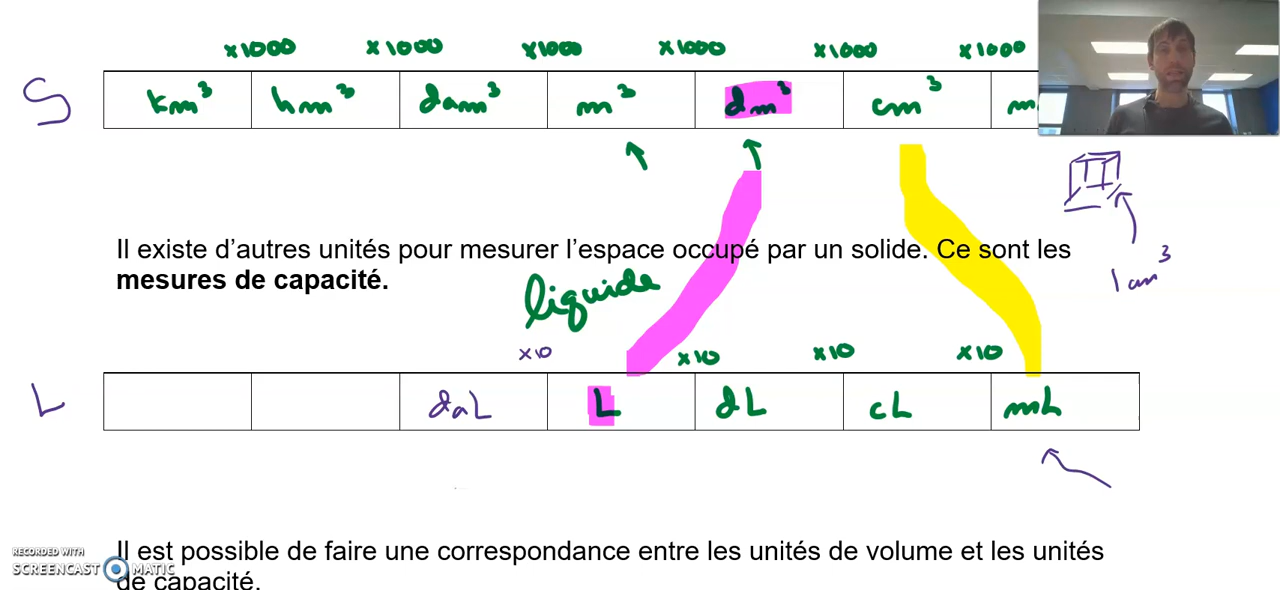 x1000 x1000 x1000 x1000 x1000 x1000
S km³ hm³ dam³ m³ dm³ cm³
1 cm³
Il existe d’autres unités pour mesurer l’espace occupé par un solide. Ce sont les
mesures de capacité.
liquide
x10 x10 x10 x10
L daL L dL cL mL
Il est possible de faire une correspondance entre les unités de volume et les unités
de capacité.
RECORDED WITH
SCREENCAST MATIC